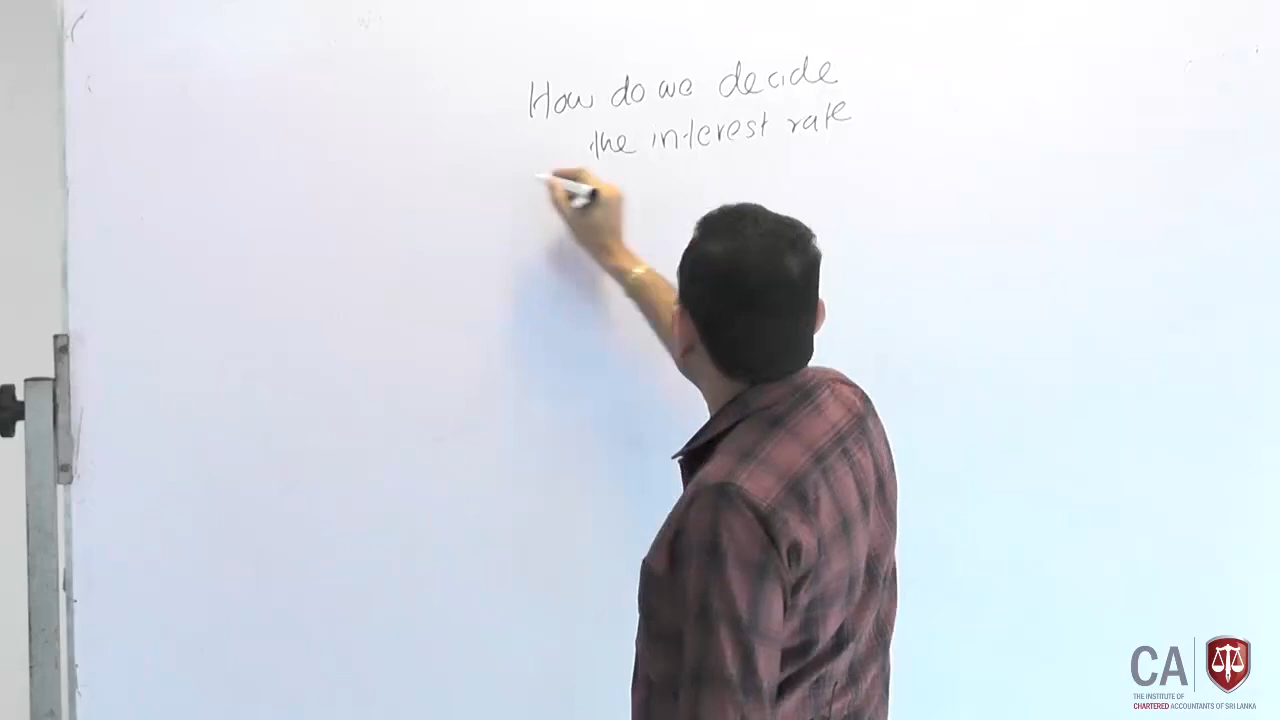 How do we decide
the interest rate
CA
THE INSTITUTE OF
CHARTERED ACCOUNTANTS OF SRI LANKA